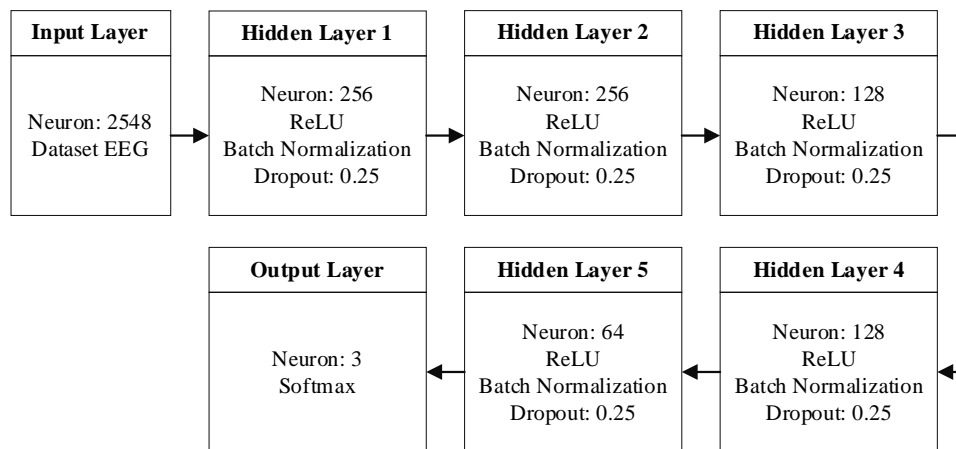 Input Layer
Neuron: 2548
Dataset EEG
Hidden Layer 1
Neuron: 256
ReLU
Batch Normalization
Dropout: 0.25
Hidden Layer 2
Neuron: 256
ReLU
Batch Normalization
Dropout: 0.25
Hidden Layer 3
Neuron: 128
ReLU
Batch Normalization
Dropout: 0.25
Hidden Layer 4
Neuron: 128
ReLU
Batch Normalization
Dropout: 0.25
Hidden Layer 5
Neuron: 64
ReLU
Batch Normalization
Dropout: 0.25
Output Layer
Neuron: 3
Softmax